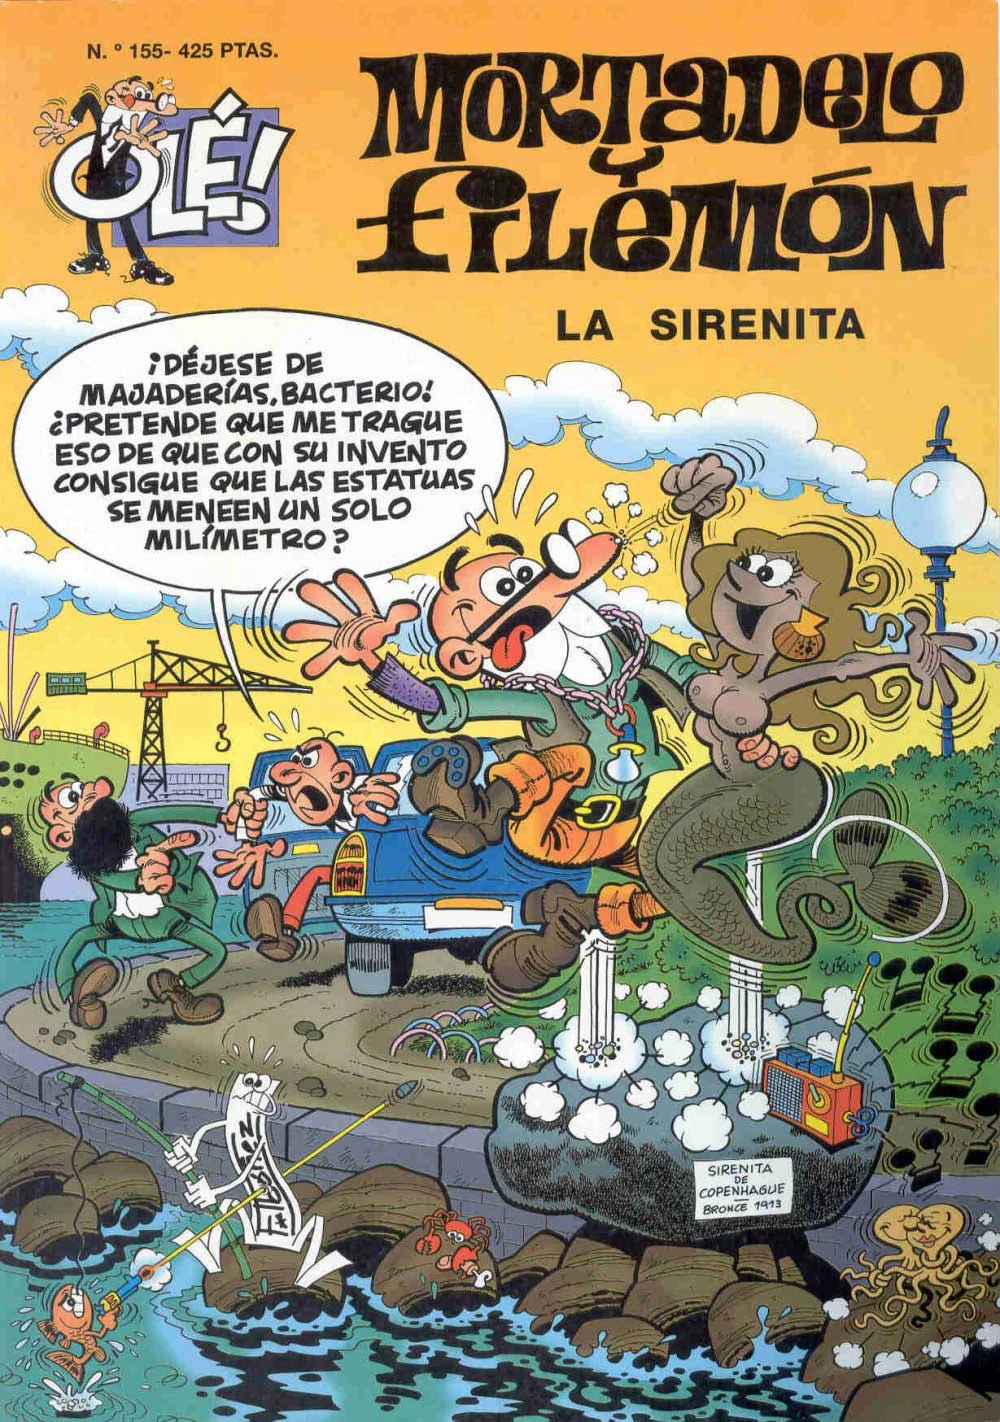 N.º 155- 425 PTAS.
OLÉ!
MORTADELO
Y
FILEMÓN
LA SIRENITA
¡DÉJESE DE
MAJADERÍAS, BACTERIO!
¿PRETENDE QUE ME TRAGUE
ESO DE QUE CON SU INVENTO
CONSIGUE QUE LAS ESTATUAS
SE MENEEN UN SOLO
MILÍMETRO?
SIRENITA
DE
COPENHAGUE
BRONCE 1913